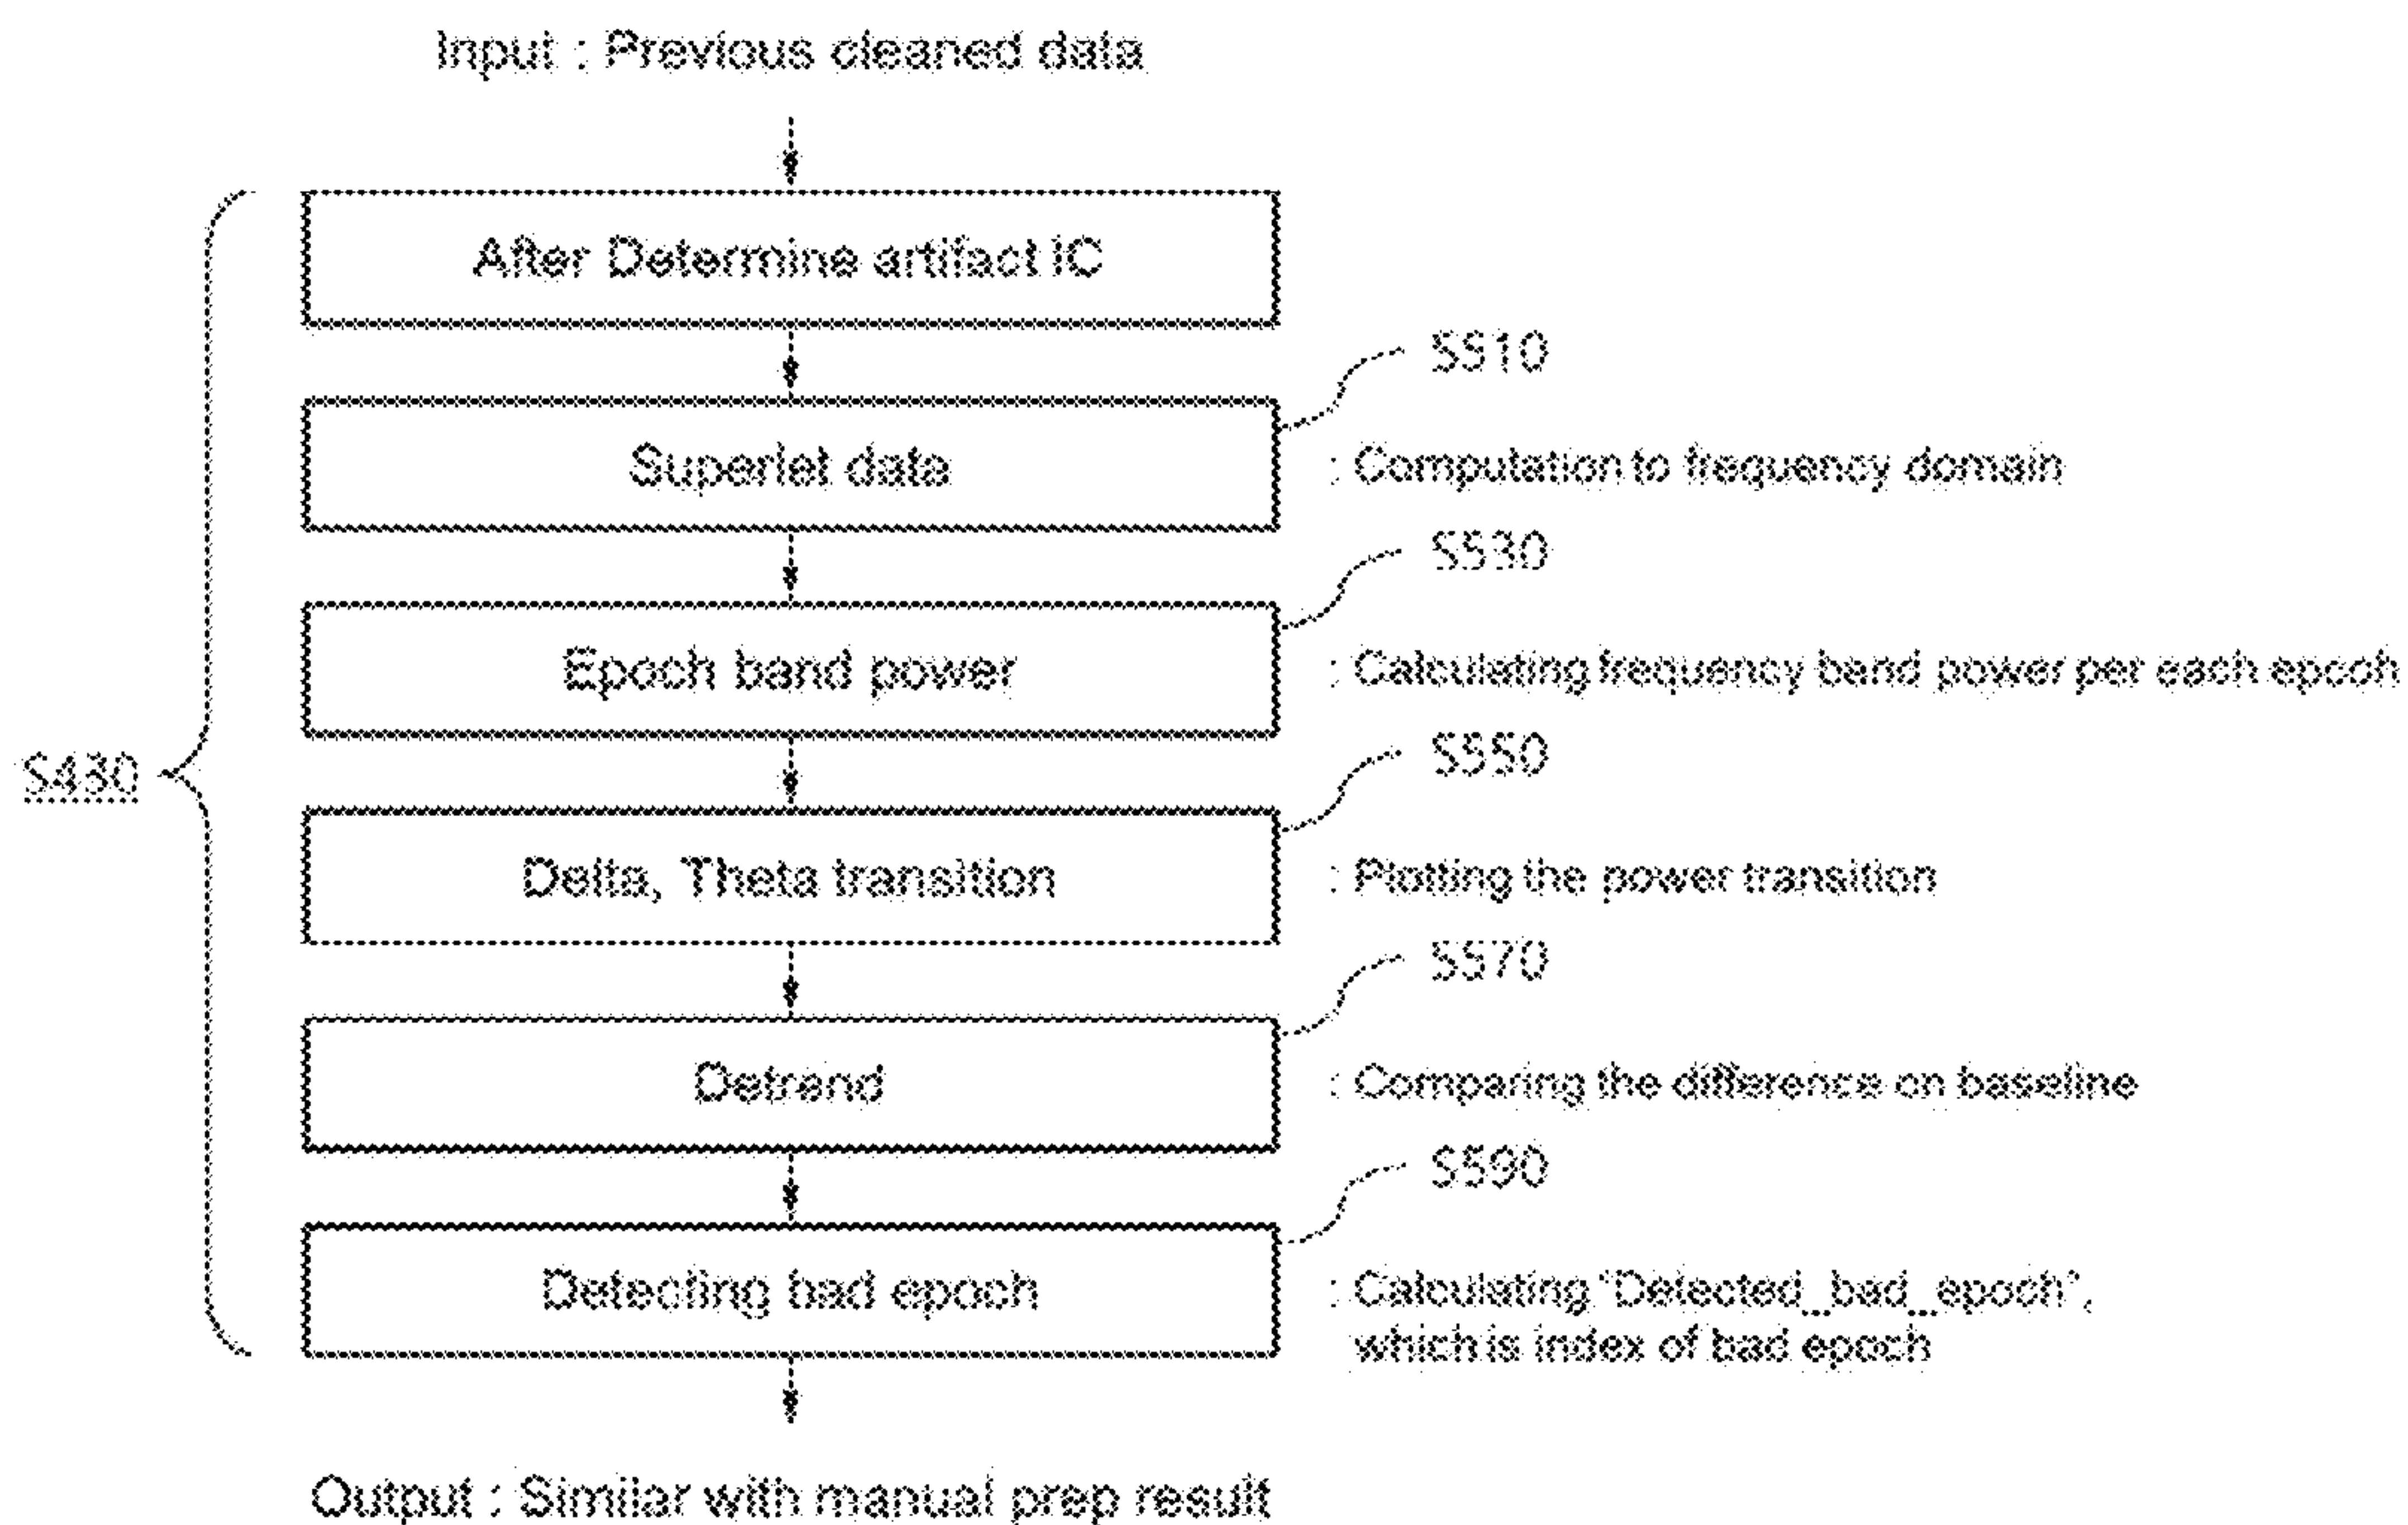 Input : Previous cleaned data
After Determine artifact IC
S510
Superlet data
: Computation to frequency domain
S530
Epoch band power
: Calculating frequency band power per each epoch
S550
S430
Delta, Theta transition
: Plotting the power transition
S570
Detrend
: Comparing the difference on baseline
S590
Detecting bad epoch
: Calculating 'Detected_bad_epoch',
which is index of bad epoch
Output : Similar with manual prep result